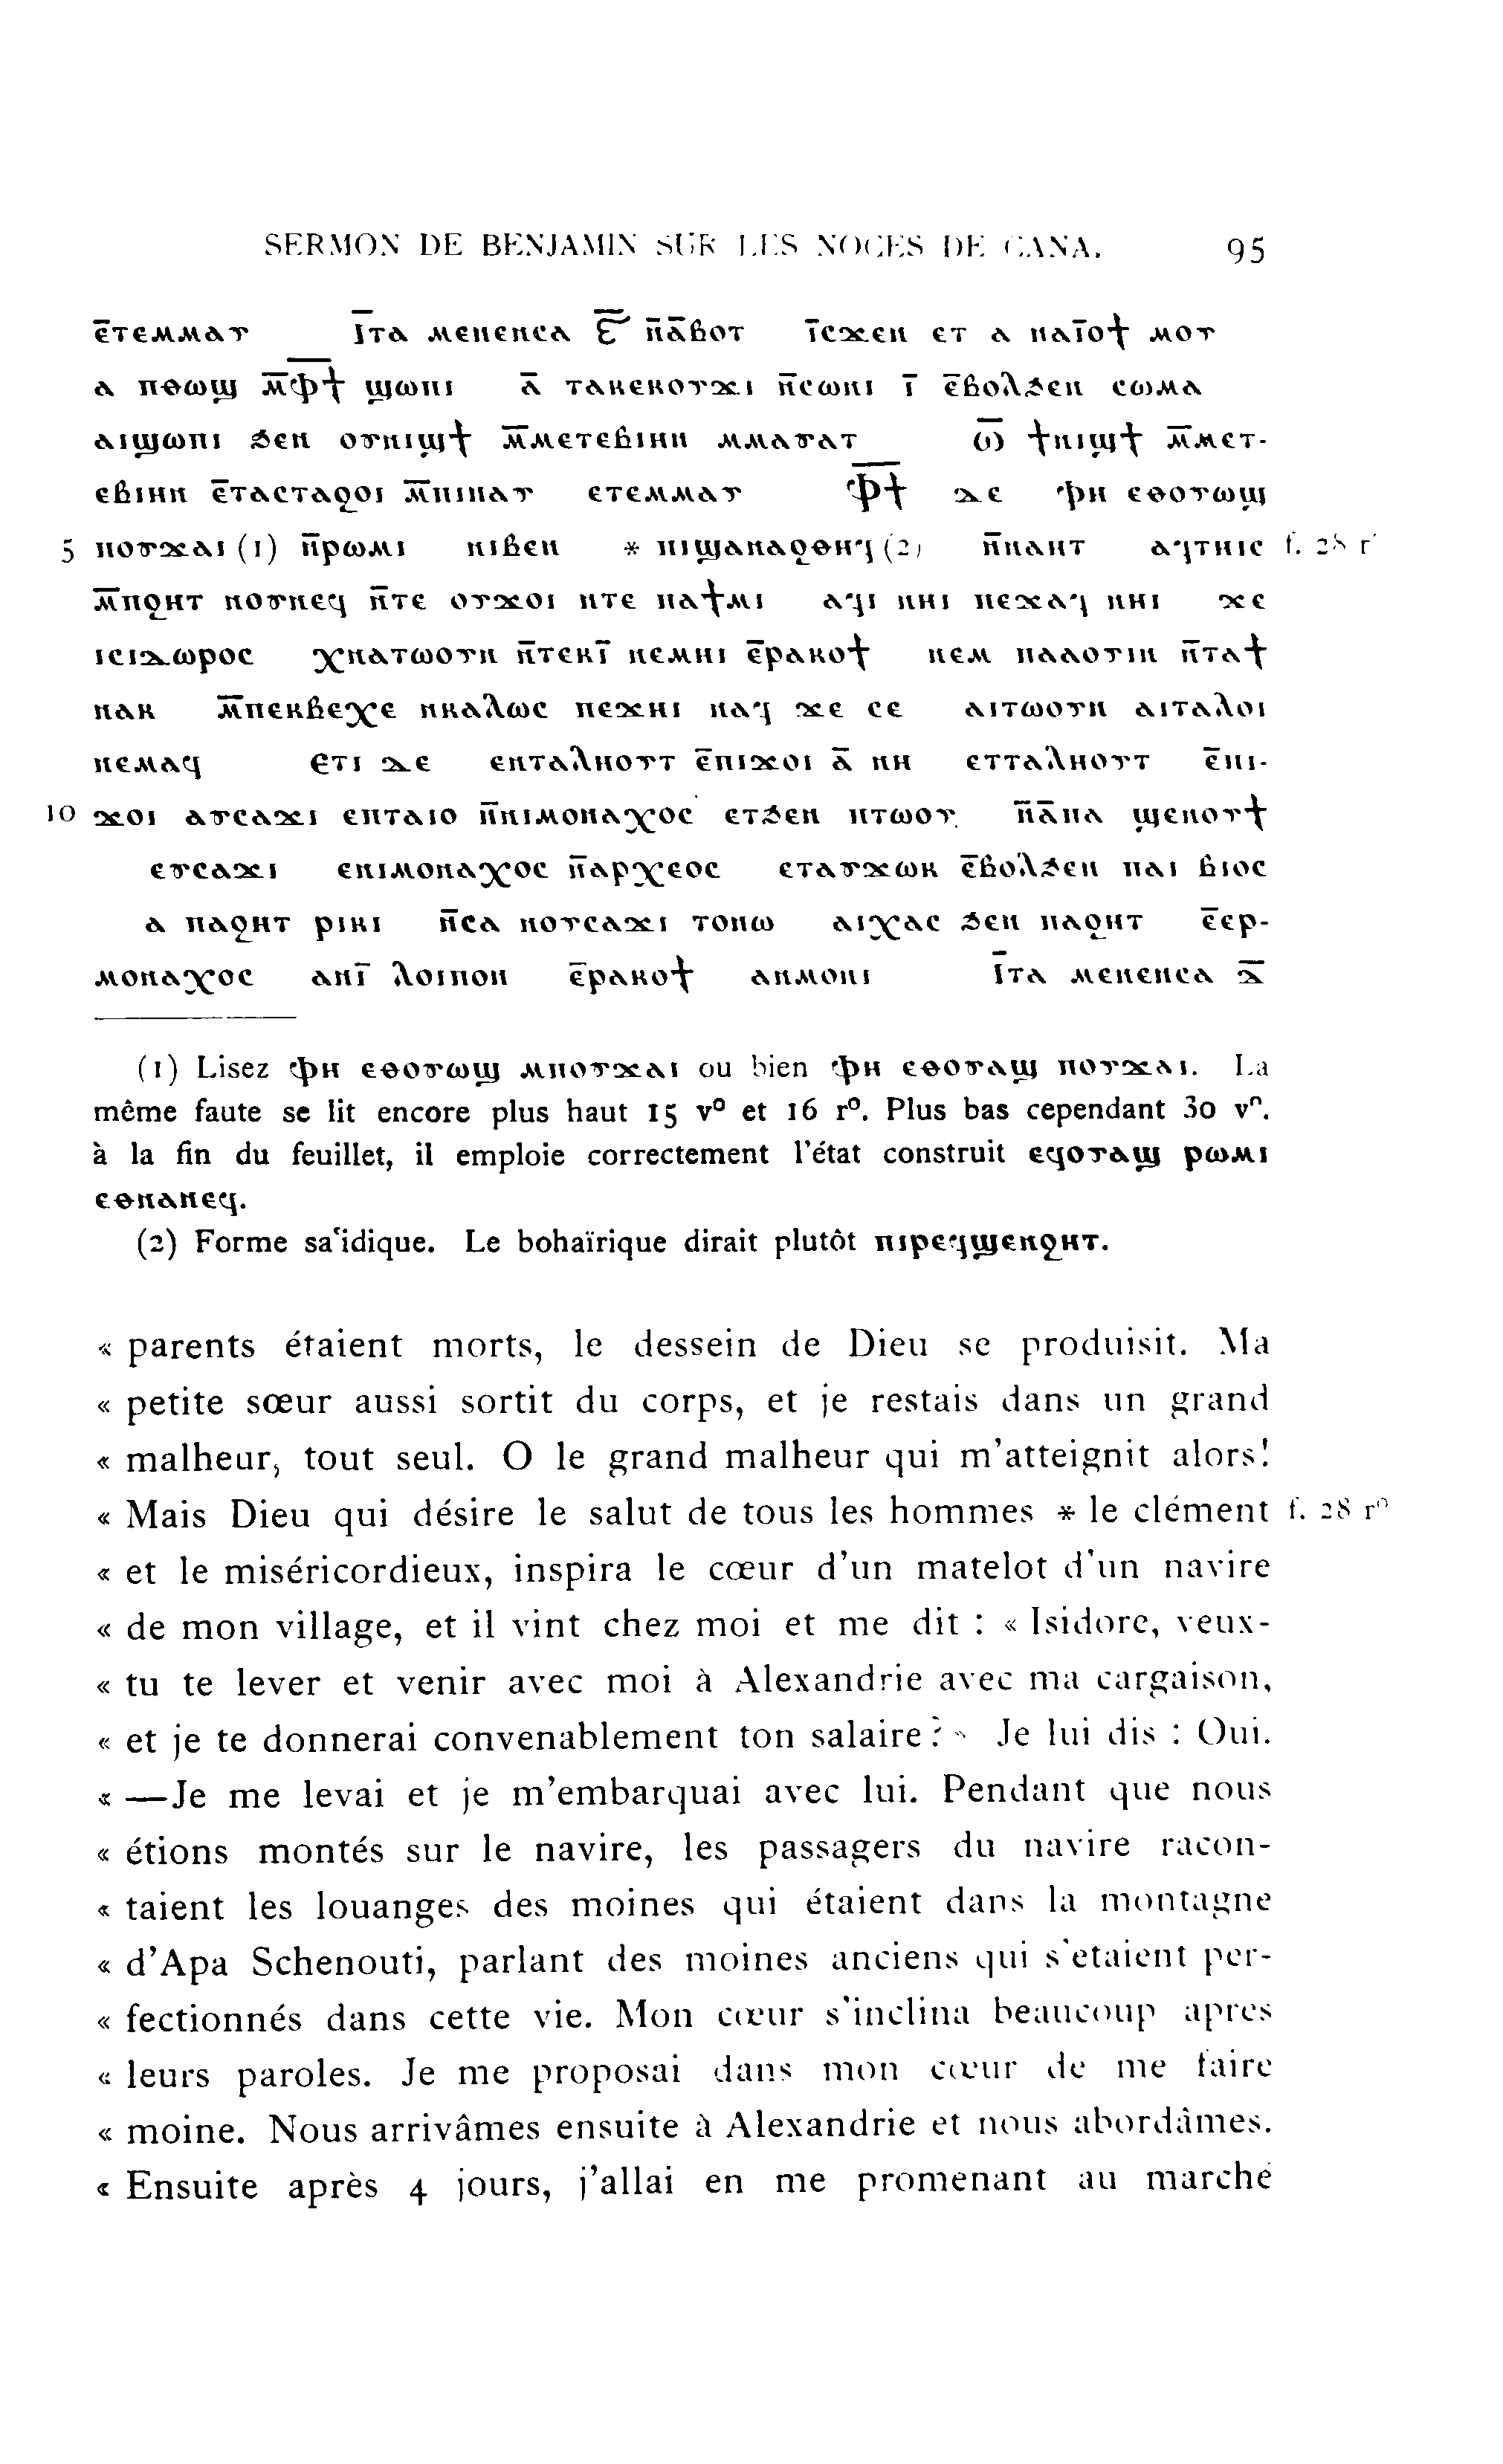 SERMON DE BENJAMIN SUR LES NOCES DE CANA. 95
ⲉ̅ⲧⲉⲙⲙⲁⲩ ⲓ̅ⲧⲁ ⲙⲉⲛⲉⲛⲥⲁ ⲉ̅ ⲛ̅ⲁ̅ⲃⲟⲧ ⲓ̅ⲥϫⲉⲛ ⲉⲧ ⲁ ⲛⲁⲓ̅ⲟϯ ⲙⲟⲩ
ⲁ ⲡⲑⲱϣ ⲙ̅ⲫ̅ϯ̅ ϣⲱⲡⲓ ⲁ̅ ⲧⲁⲕⲉⲕⲟⲩϫⲓ ⲛ̅ⲥⲱⲛⲓ ⲓ̅ ⲉ̅ⲃⲟⲗϧⲉⲛ ⲥⲱⲙⲁ
ⲁⲓϣⲱⲡⲓ ϧⲉⲛ ⲟⲩⲛⲓϣϯ ⲙ̅ⲙⲉⲧⲉⲃⲓⲏⲛ ⲙⲙⲁⲩⲁⲧ ⲱ̅ ϯⲛⲓϣϯ ⲙ̅ⲙⲉⲧ-
ⲉⲃⲓⲏⲛ ⲉ̅ⲧⲁⲥⲧⲁϩⲟⲓ ⲙ̅ⲡⲓⲛⲁⲩ ⲉⲧⲉⲙⲙⲁⲩ ⲫ̅ϯ̅ ⲇⲉ ⲫⲏ ⲉⲑⲟⲩⲱϣ
5 ⲛⲟⲩϫⲁⲓ (1) ⲛ̅ⲣⲱⲙⲓ ⲛⲓⲃⲉⲛ * ⲡⲓϣⲁⲛⲁϩⲑⲏϥ (2) ⲛ̅ⲛⲁⲏⲧ ⲁϥⲧⲏⲓⲥ f. 28 r°
ⲙ̅ⲡϩⲏⲧ ⲛⲟⲩⲛⲉϥ ⲛ̅ⲧⲉ ⲟⲩϫⲟⲓ ⲛⲧⲉ ⲡⲁϯⲙⲓ ⲁϥⲓ ⲛⲏⲓ ⲡⲉϫⲁϥ ⲛⲏⲓ ϫⲉ
ⲓⲥⲓⲇⲱⲣⲟⲥ ⲭⲛⲁⲧⲱⲟⲩⲛ ⲛ̅ⲧⲉⲕⲓ̅ ⲛⲉⲙⲏⲓ ⲉ̅ⲣⲁⲕⲟϯ ⲛⲉⲙ ⲡⲁⲁⲟⲩⲓⲛ ⲛ̅ⲧⲁϯ
ⲛⲁⲕ ⲙ̅ⲡⲉⲕⲃⲉⲭⲉ ⲛⲕⲁⲗⲱⲥ ⲡⲉϫⲏⲓ ⲛⲁϥ ϫⲉ ⲥⲉ ⲁⲓⲧⲱⲟⲩⲛ ⲁⲓⲧⲁⲗⲟⲓ
ⲛⲉⲙⲁϥ ⲉⲧⲓ ⲇⲉ ⲉⲛⲧⲁⲗⲏⲟⲩⲧ ⲉ̅ⲡⲓϫⲟⲓ ⲁ̅ ⲛⲏ ⲉⲧⲧⲁⲗⲏⲟⲩⲧ ⲉ̅ⲡⲓ-
10 ϫⲟⲓ ⲁⲩⲥⲁϫⲓ ⲉⲡⲧⲁⲓⲟ ⲛ̅ⲛⲓⲙⲟⲛⲁⲭⲟⲥ ⲉⲧϧⲉⲛ ⲡⲧⲱⲟⲩ ⲛ̅ⲁ̅ⲡⲁ ϣⲉⲛⲟⲩϯ
ⲉⲩⲥⲁϫⲓ ⲉⲛⲓⲙⲟⲛⲁⲭⲟⲥ ⲛ̅ⲁⲣⲭⲉⲟⲥ ⲉⲧⲁⲩϫⲱⲕ ⲉ̅ⲃⲟⲗϧⲉⲛ ⲡⲁⲓ ⲃⲓⲟⲥ
ⲁ ⲡⲁϩⲏⲧ ⲣⲓⲕⲓ ⲛ̅ⲥⲁ ⲛⲟⲩⲥⲁϫⲓ ⲧⲟⲛⲱ ⲁⲓⲭⲁⲥ ϧⲉⲛ ⲡⲁϩⲏⲧ ⲉ̅ⲉⲣ-
ⲙⲟⲛⲁⲭⲟⲥ ⲁⲛⲓ̅ ⲗⲟⲓⲡⲟⲛ ⲉ̅ⲣⲁⲕⲟϯ ⲁⲛⲙⲟⲛⲓ ⲓ̅ⲧⲁ ⲙⲉⲛⲉⲛⲥⲁ ⲇ̅
(1) Lisez ⲫⲏ ⲉⲑⲟⲩⲱϣ ⲙⲡⲟⲩϫⲁⲓ ou bien ⲫⲏ ⲉⲑⲟⲩⲁϣ ⲡⲟⲩϫⲁⲓ. La
même faute se lit encore plus haut 15 v° et 16 r°. Plus bas cependant 30 v°.
à la fin du feuillet, il emploie correctement l'état construit ⲉϥⲟⲩⲁϣ ⲣⲱⲙⲓ
ⲉⲑⲛⲁⲛⲉϥ.
(2) Forme saʿidique. Le bohaïrique dirait plutôt ⲡⲓⲣⲉϥϣⲉⲛϩⲏⲧ.
« parents étaient morts, le dessein de Dieu se produisit. Ma
« petite sœur aussi sortit du corps, et je restais dans un grand
« malheur, tout seul. O le grand malheur qui m'atteignit alors!
« Mais Dieu qui désire le salut de tous les hommes * le clément f. 28 r°
« et le miséricordieux, inspira le cœur d'un matelot d'un navire
« de mon village, et il vint chez moi et me dit : « Isidore, veux-
« tu te lever et venir avec moi à Alexandrie avec ma cargaison,
« et je te donnerai convenablement ton salaire? » Je lui dis : Oui.
« —Je me levai et je m'embarquai avec lui. Pendant que nous
« étions montés sur le navire, les passagers du navire racon-
« taient les louanges des moines qui étaient dans la montagne
« d'Apa Schenouti, parlant des moines anciens qui s'etaient per-
« fectionnés dans cette vie. Mon cœur s'inclina beaucoup apres
« leurs paroles. Je me proposai dans mon cœur de me faire
« moine. Nous arrivâmes ensuite à Alexandrie et nous abordâmes.
« Ensuite après 4 jours, j'allai en me promenant au marché